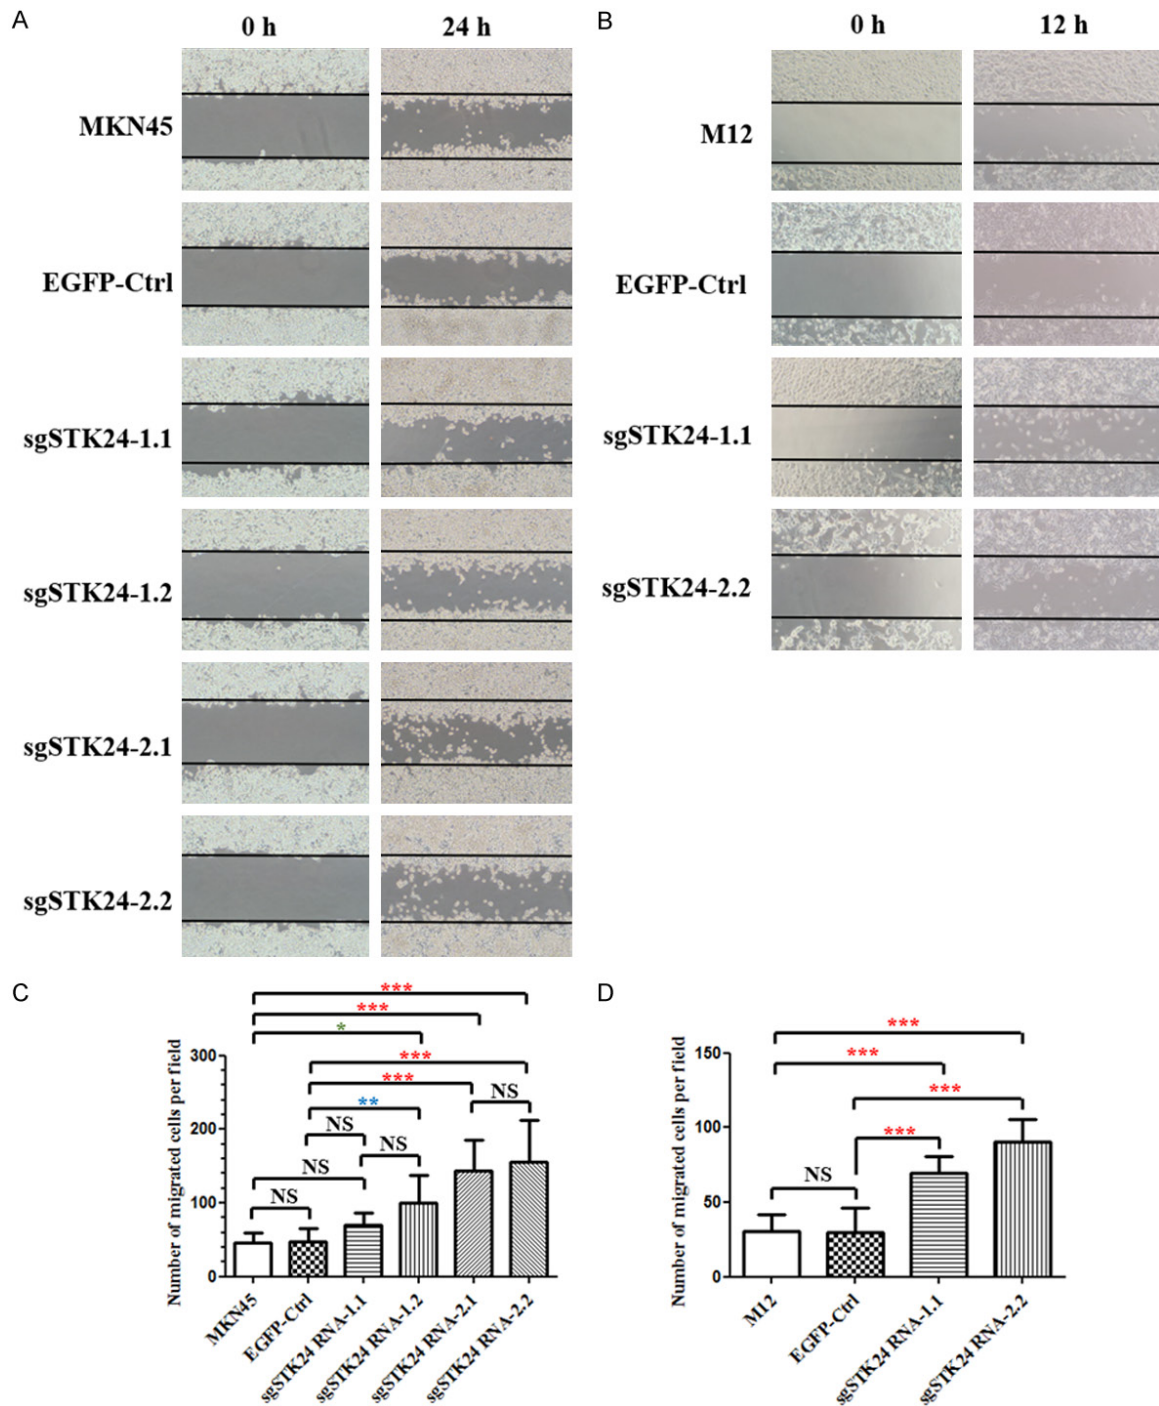 A
0 h 24 h
MKN45
EGFP-Ctrl
sgSTK24-1.1
sgSTK24-1.2
sgSTK24-2.1
sgSTK24-2.2
B
0 h 12 h
M12
EGFP-Ctrl
sgSTK24-1.1
sgSTK24-2.2
C
Number of migrated cells per field
300
200
100
0
***
***
*
***
***
**
NS
NS
NS
NS
NS
MKN45
EGFP-Ctrl
sgSTK24 RNA-1.1
sgSTK24 RNA-1.2
sgSTK24 RNA-2.1
sgSTK24 RNA-2.2
D
Number of migrated cells per field
150
100
50
0
***
***
***
***
NS
M12
EGFP-Ctrl
sgSTK24 RNA-1.1
sgSTK24 RNA-2.2